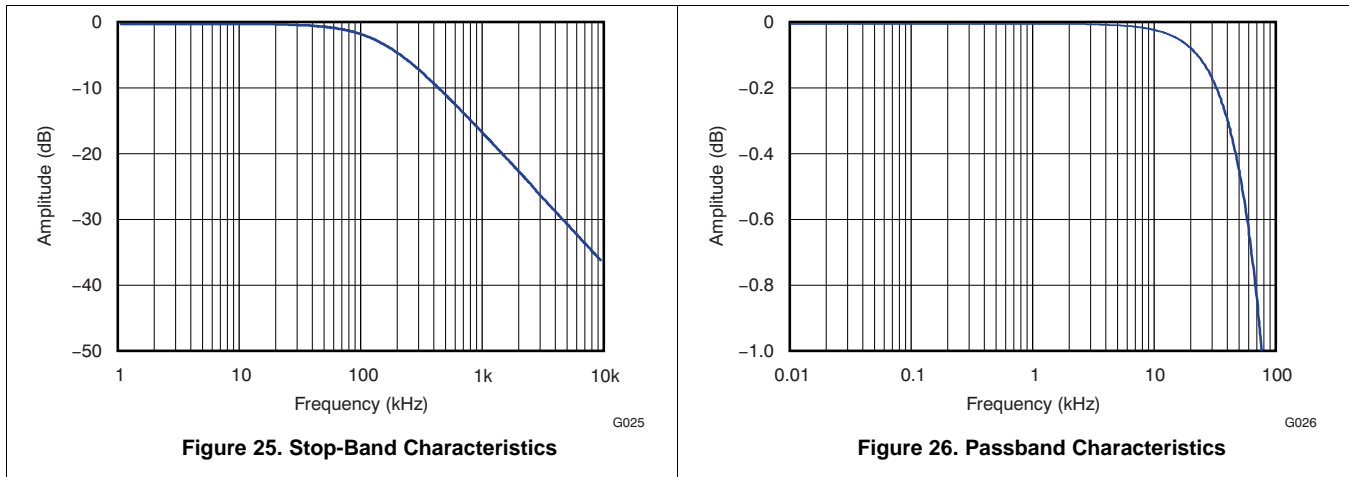 0
−10
−20
−30
−40
−50
Amplitude (dB)
1 10 100 1k 10k
Frequency (kHz)
G025
Figure 25. Stop-Band Characteristics
0
−0.2
−0.4
−0.6
−0.8
−1.0
Amplitude (dB)
0.01 0.1 1 10 100
Frequency (kHz)
G026
Figure 26. Passband Characteristics